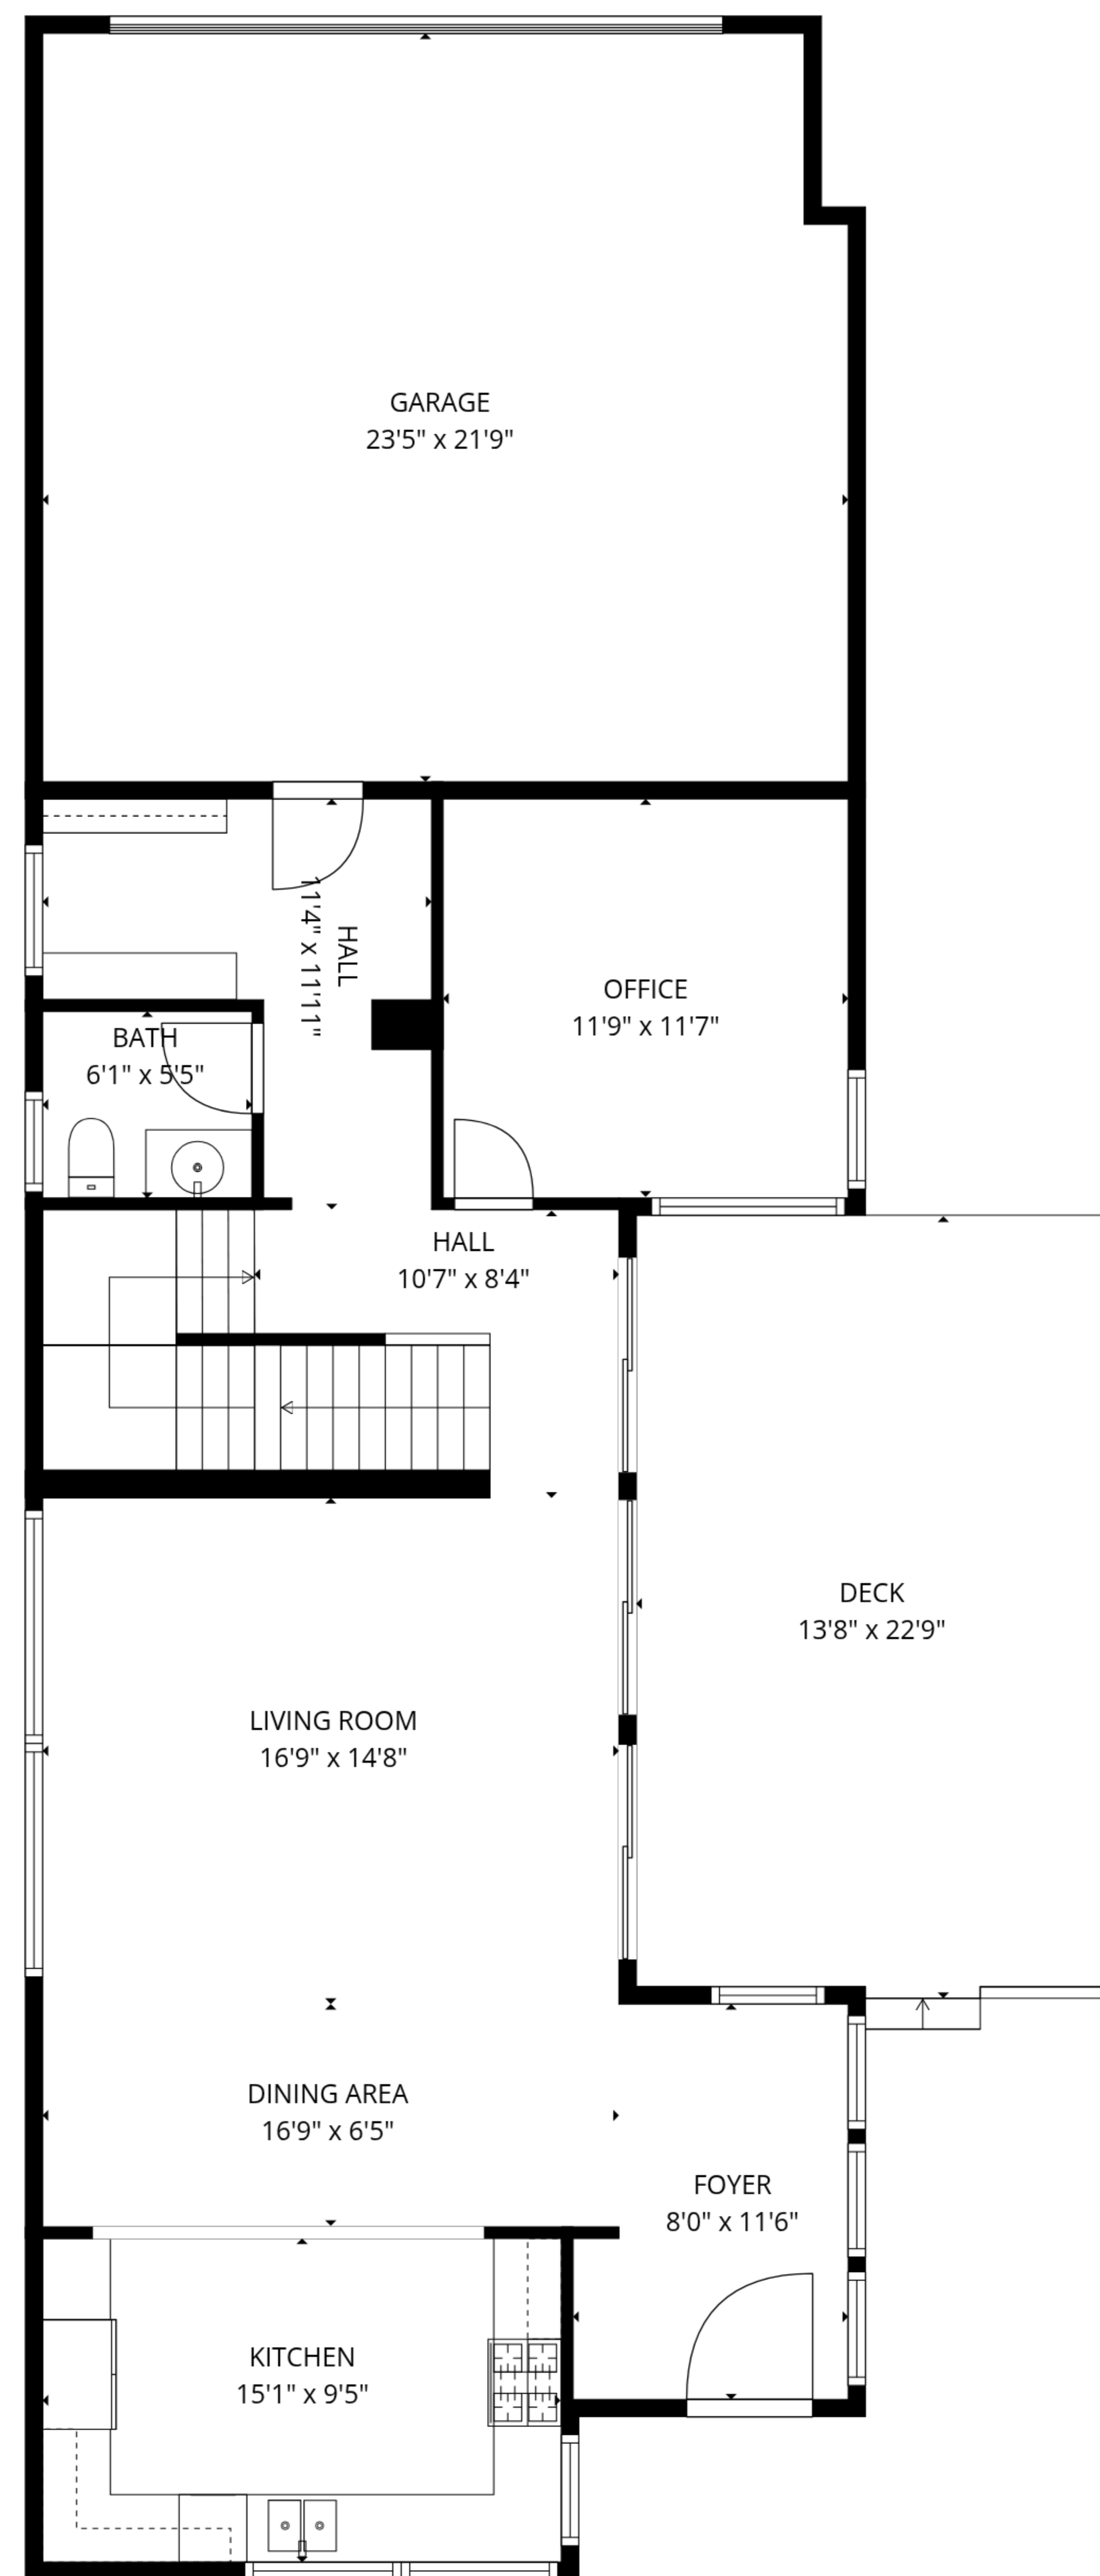 GARAGE
23'5" x 21'9"
HALL
11'4" x 11'11"
OFFICE
11'9" x 11'7"
BATH
6'1" x 5'5"
HALL
10'7" x 8'4"
DECK
13'8" x 22'9"
LIVING ROOM
16'9" x 14'8"
DINING AREA
16'9" x 6'5"
FOYER
8'0" x 11'6"
KITCHEN
15'1" x 9'5"